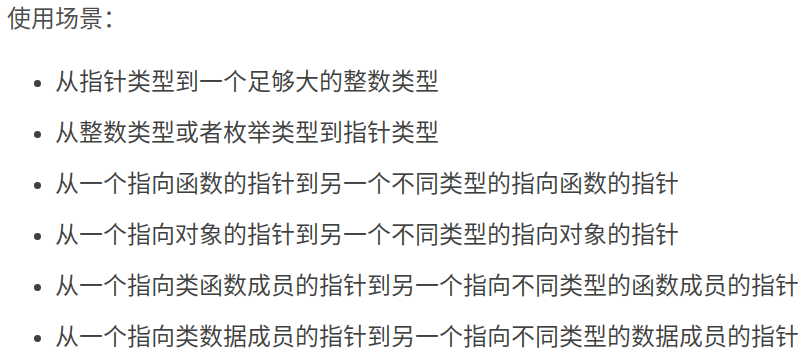 使用场景：
从指针类型到一个足够大的整数类型
从整数类型或者枚举类型到指针类型
从一个指向函数的指针到另一个不同类型的指向函数的指针
从一个指向对象的指针到另一个不同类型的指向对象的指针
从一个指向类函数成员的指针到另一个指向不同类型的函数成员的指针
从一个指向类数据成员的指针到另一个指向不同类型的数据成员的指针